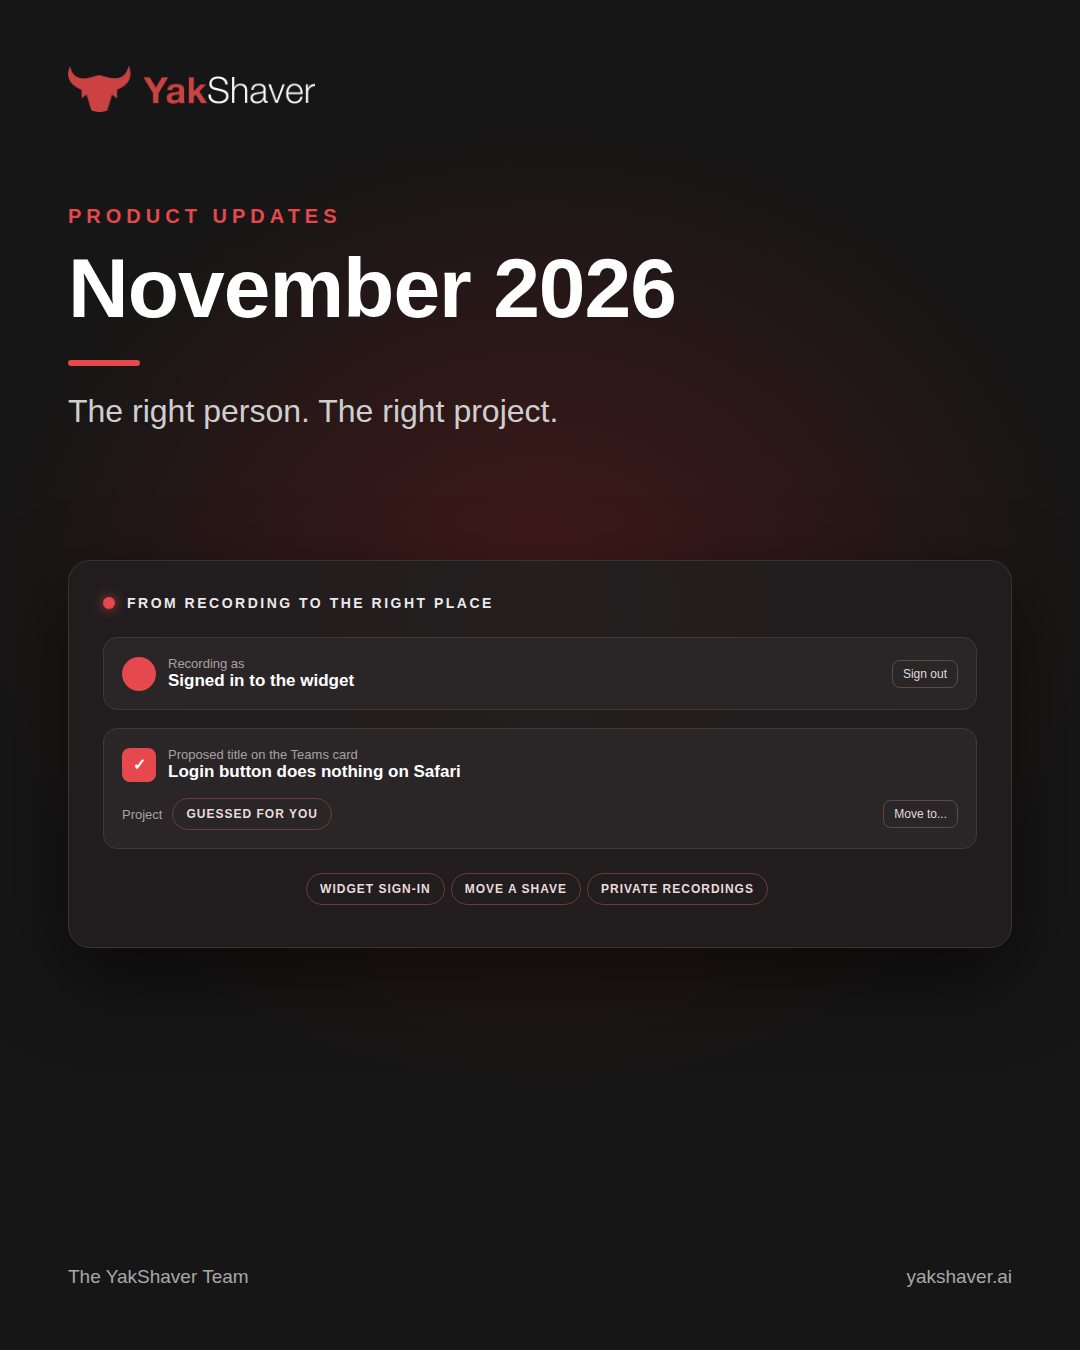 YakShaver
PRODUCT UPDATES
November 2026
The right person. The right project.
FROM RECORDING TO THE RIGHT PLACE
Recording as
Signed in to the widget
Sign out
✓
Proposed title on the Teams card
Login button does nothing on Safari
Project GUESSED FOR YOU Move to...
WIDGET SIGN-IN MOVE A SHAVE PRIVATE RECORDINGS
The YakShaver Team yakshaver.ai